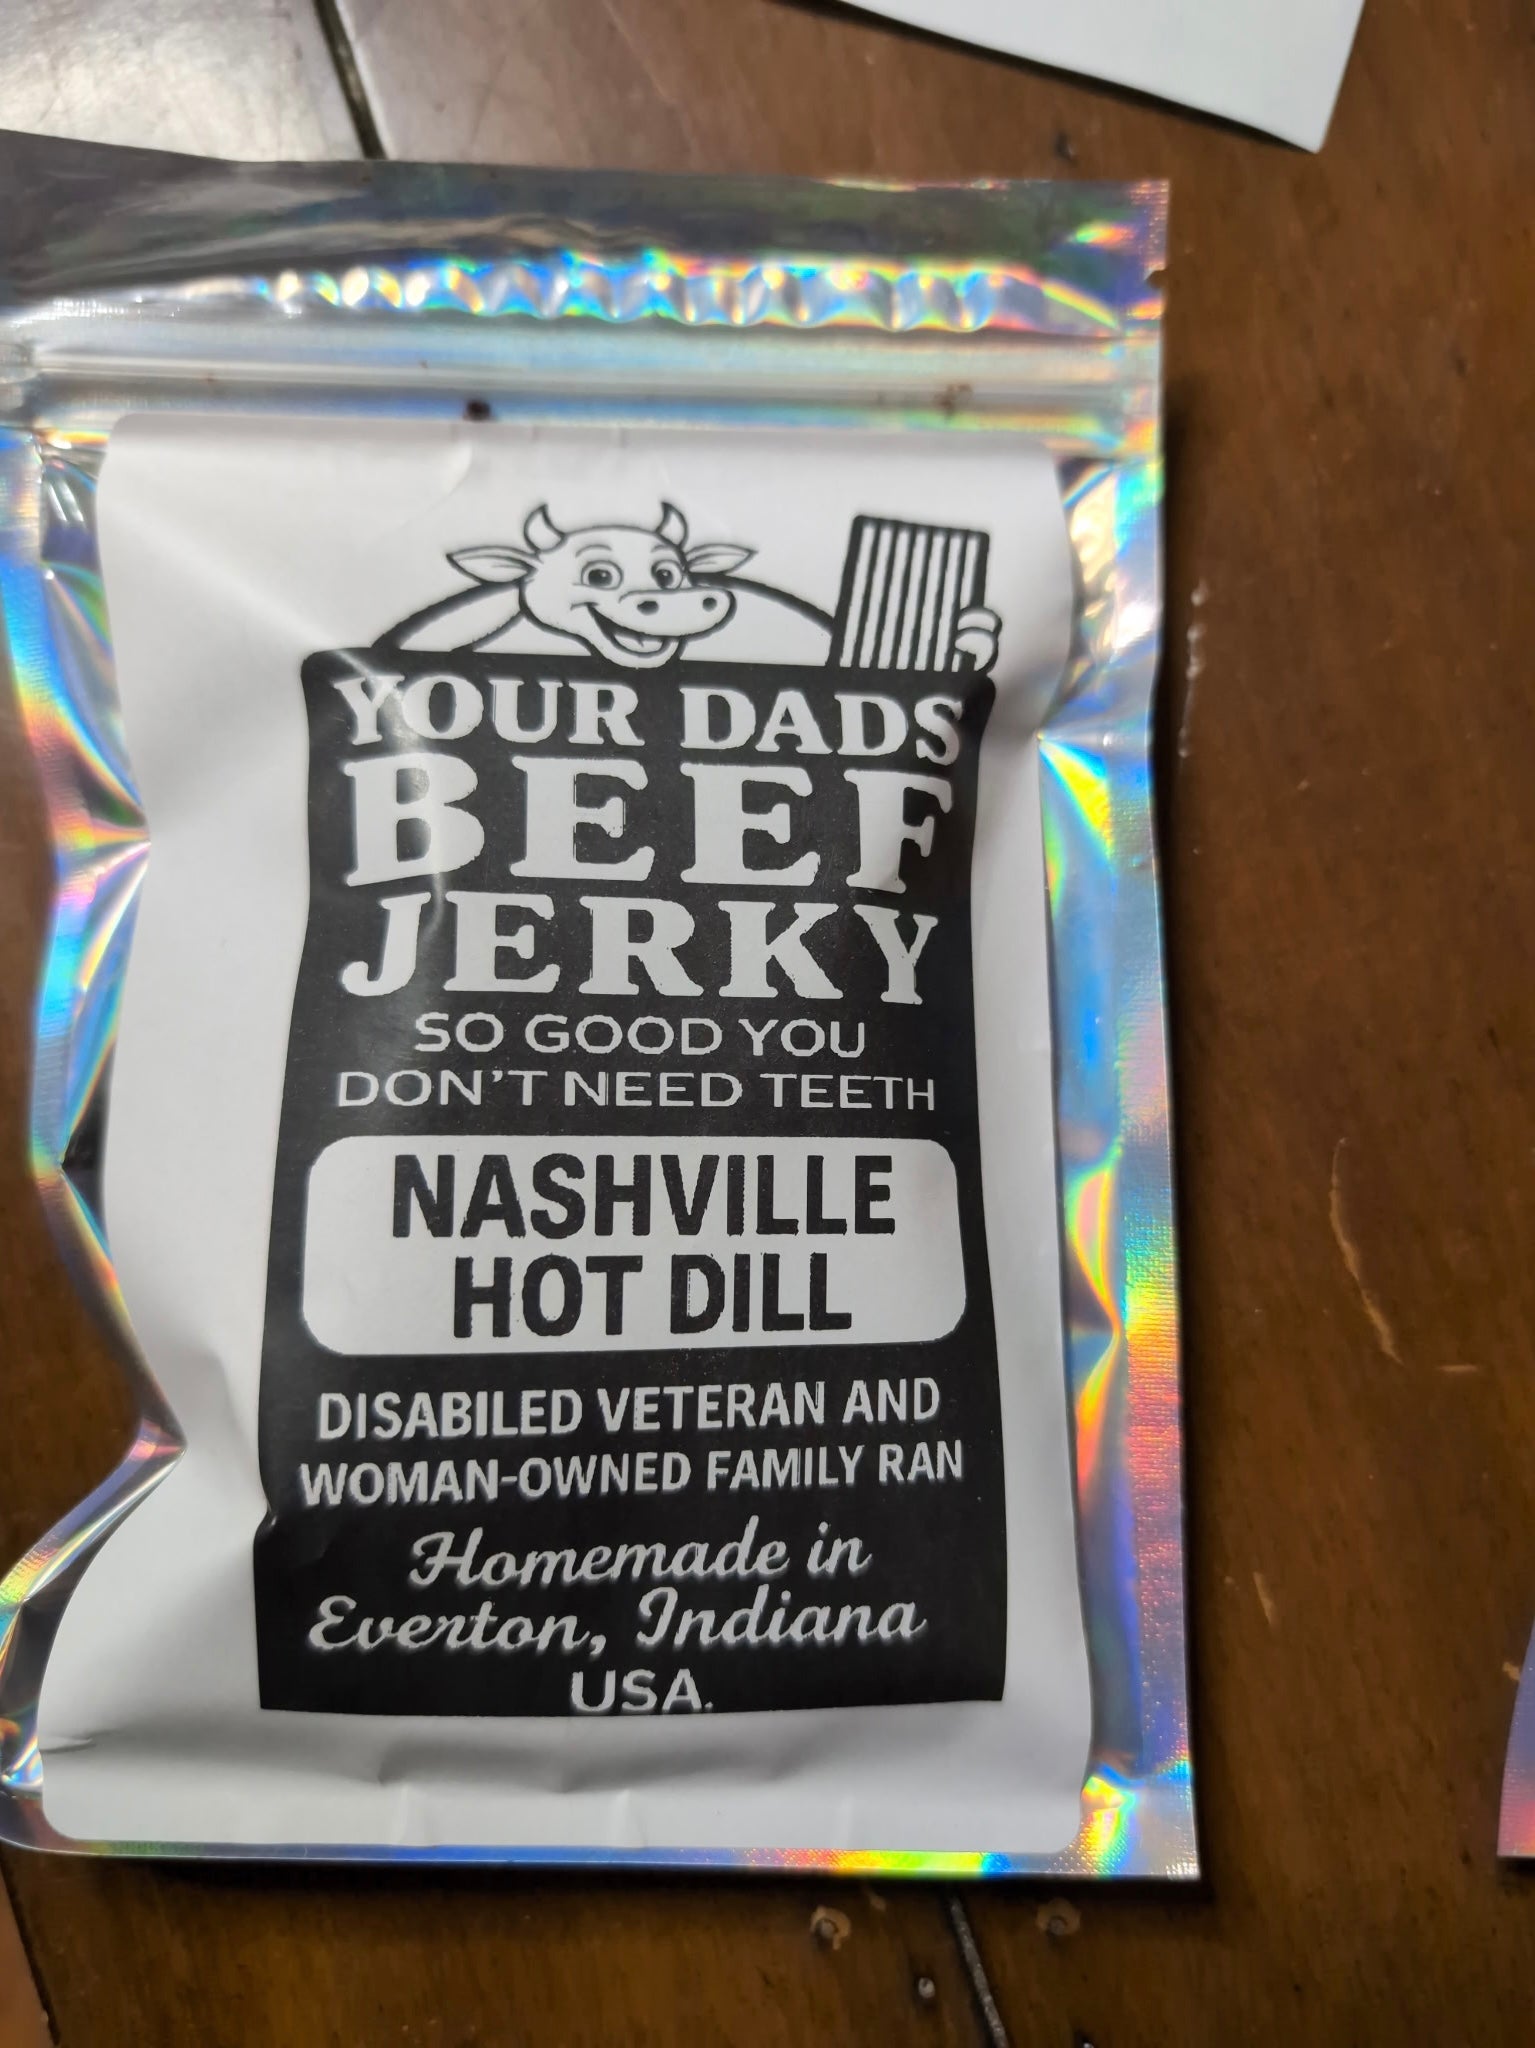 YOUR DADS
BEEF
JERKY
SO GOOD YOU
DON'T NEED TEETH
NASHVILLE
HOT DILL
DISABILED VETERAN AND
WOMAN-OWNED FAMILY RAN
Homemade in
Everton, Indiana
USA.